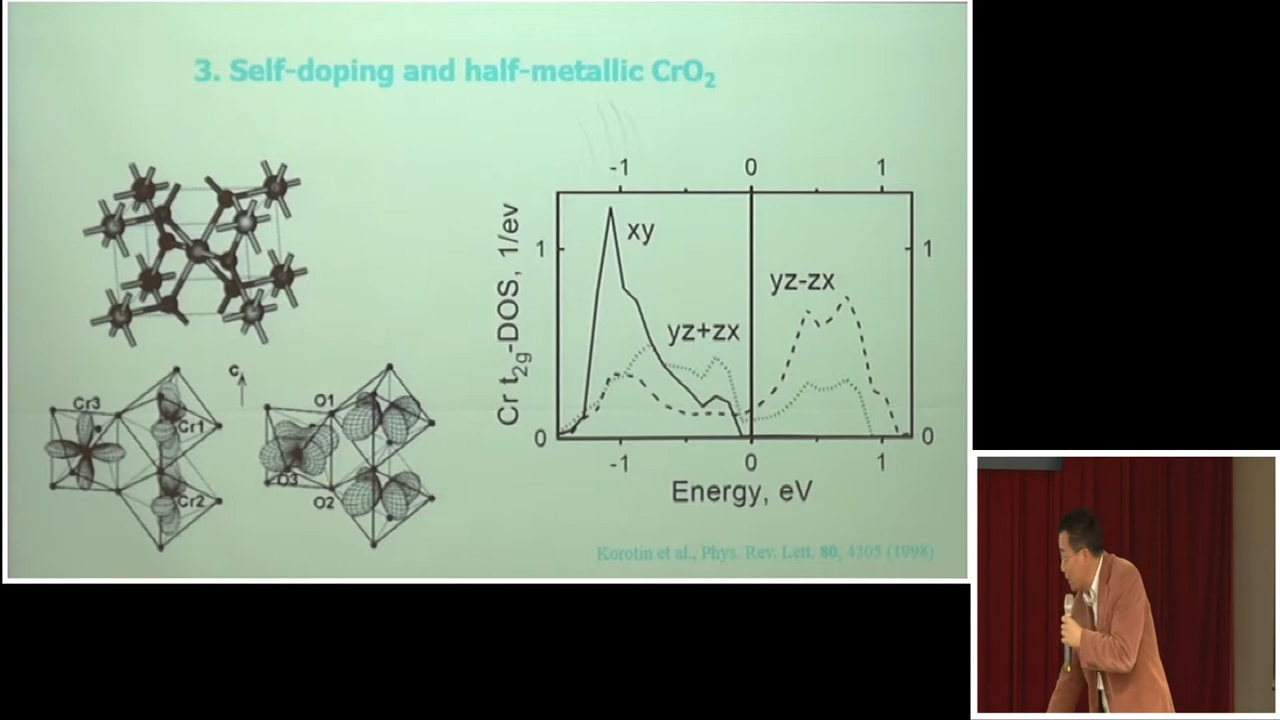 3. Self-doping and half-metallic CrO₂
Cr3
Cr1
Cr2
c
O1
O3
O2
-1 0 1
Cr t2g-DOS, 1/ev
1
0
xy
yz+zx
yz-zx
1
0
-1 0 1
Energy, eV
Korotin et al., Phys. Rev. Lett. 80, 4305 (1998)